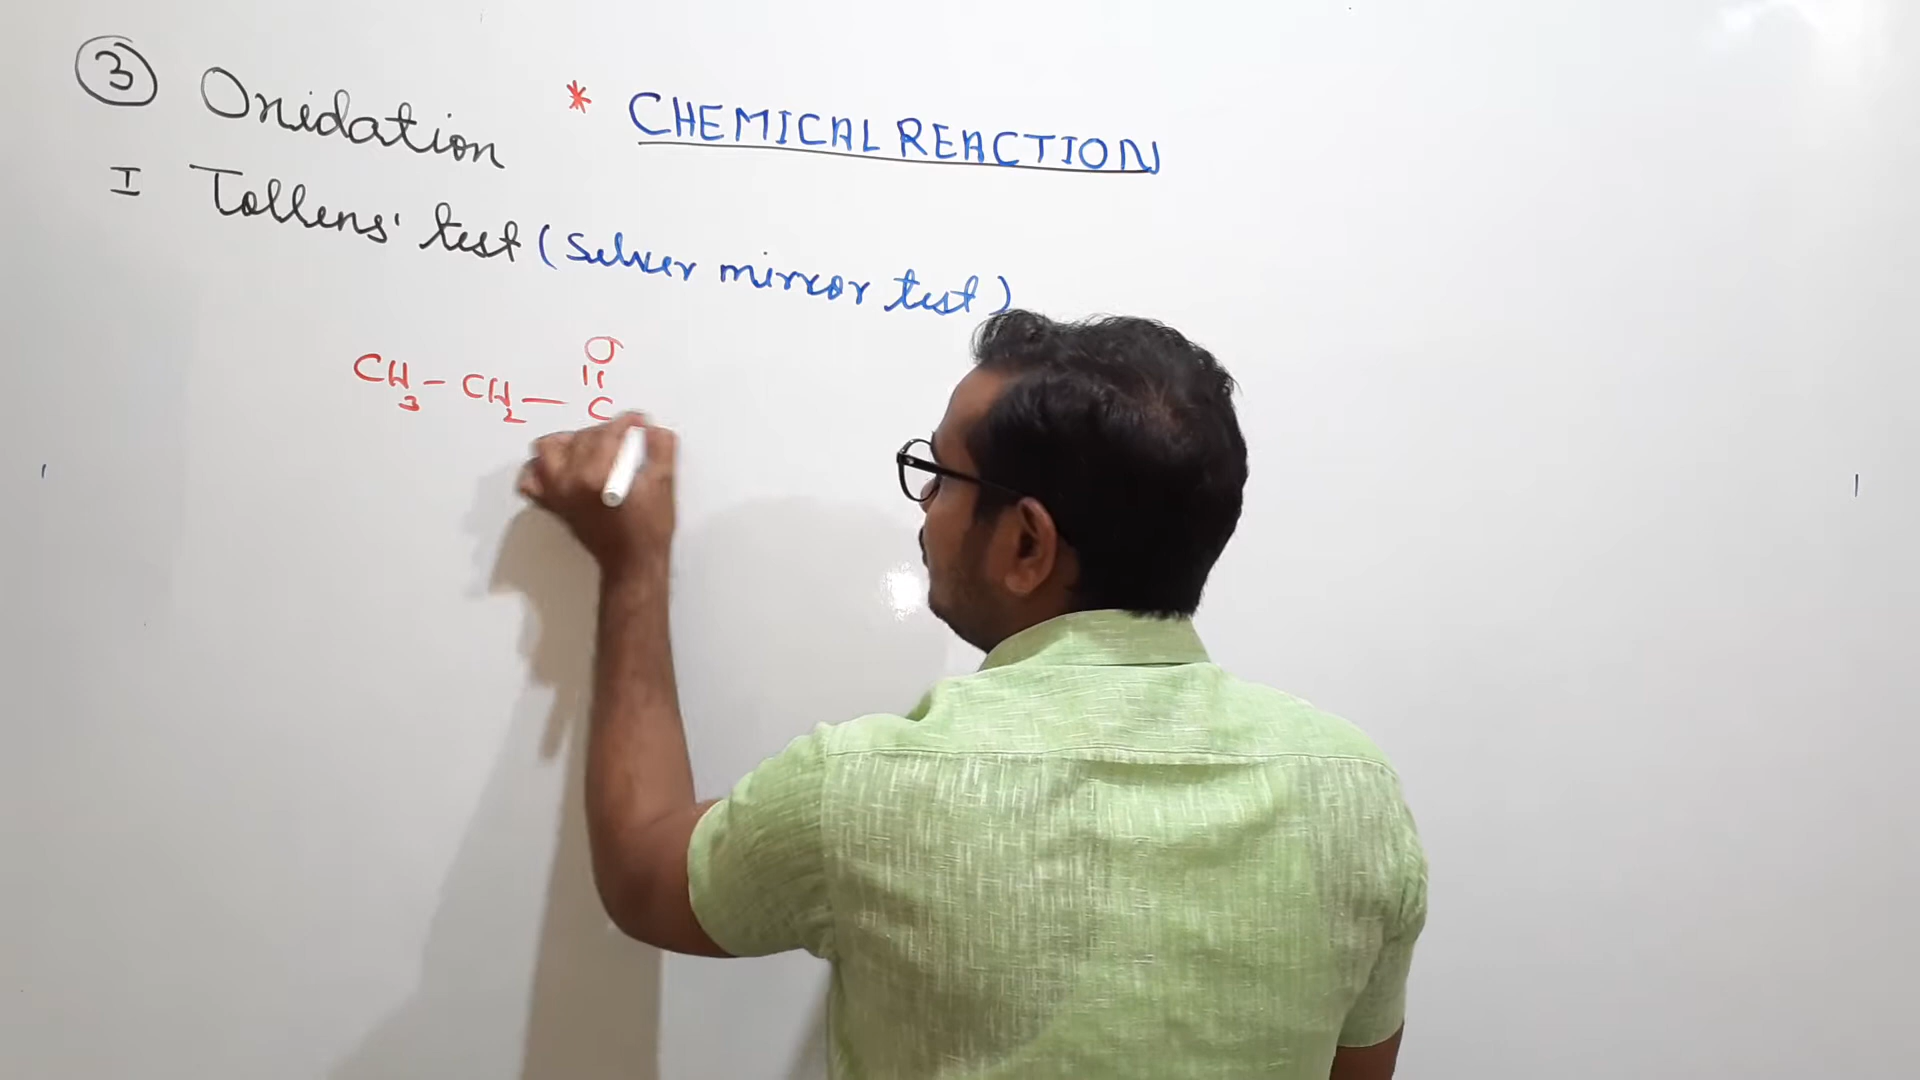 ③ Oxidation
* CHEMICAL REACTION
I Tollens' test (Silver mirror test)
O
||
CH₃ – CH₂ — C